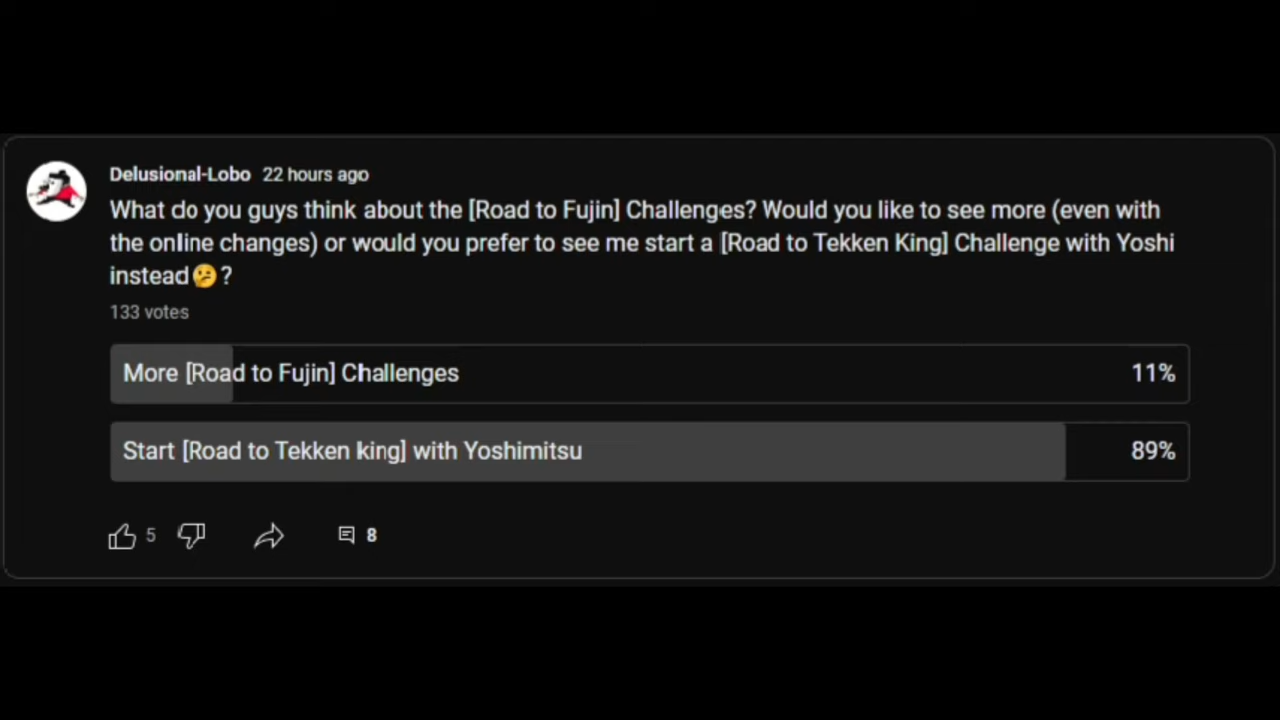 Delusional-Lobo 22 hours ago
What do you guys think about the [Road to Fujin] Challenges? Would you like to see more (even with
the online changes) or would you prefer to see me start a [Road to Tekken King] Challenge with Yoshi
instead🤔?
133 votes
More [Road to Fujin] Challenges 11%
Start [Road to Tekken king] with Yoshimitsu 89%
5 8